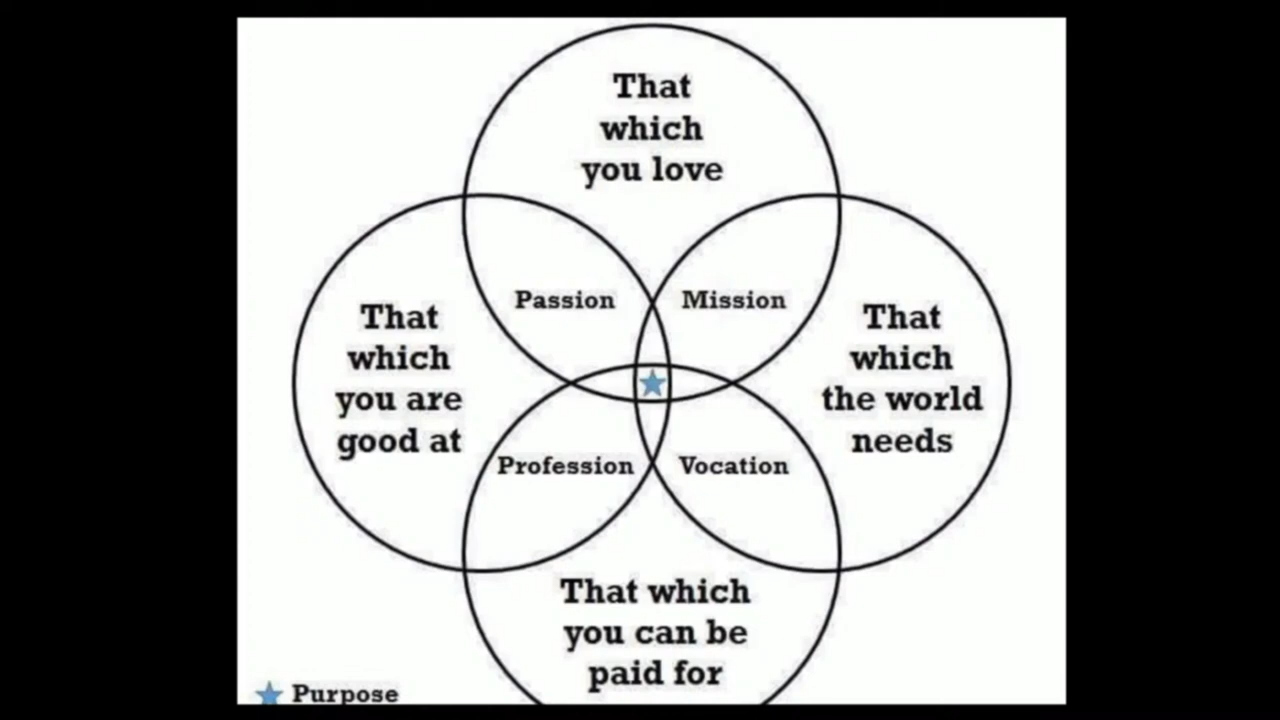 That
which
you love
Passion
Mission
That
which
you are
good at
That
which
the world
needs
Profession
Vocation
That which
you can be
paid for
Purpose